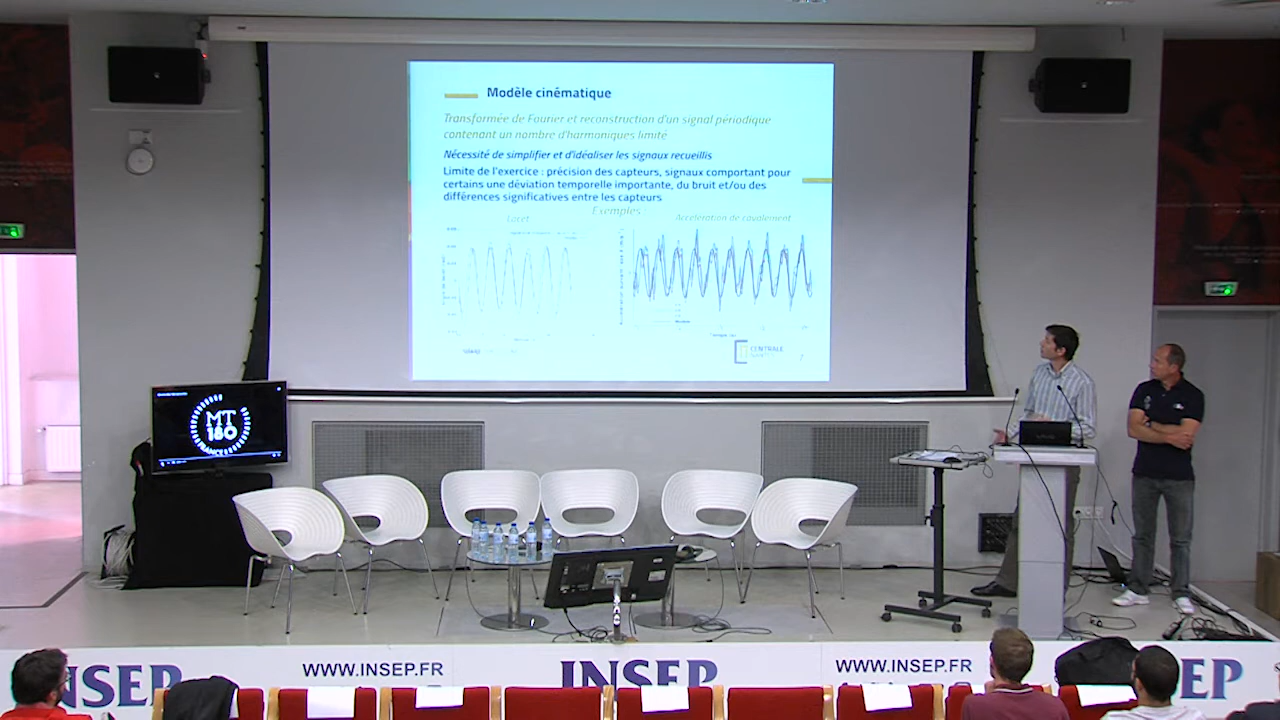 Modèle cinématique
Transformée de Fourier et reconstruction d'un signal périodique
contenant un nombre d'harmoniques limité
Nécessité de simplifier et d'idéaliser les signaux recueillis
Limite de l'exercice : précision des capteurs, signaux comportant pour
certains une déviation temporelle importante, du bruit et/ou des
différences significatives entre les capteurs
Exemples :
Lacet
Accélération de cavalement
CENTRALE
7
MT
180
FRANCE
INSEP
WWW.INSEP.FR
INSEP
WWW.INSEP.FR
EP